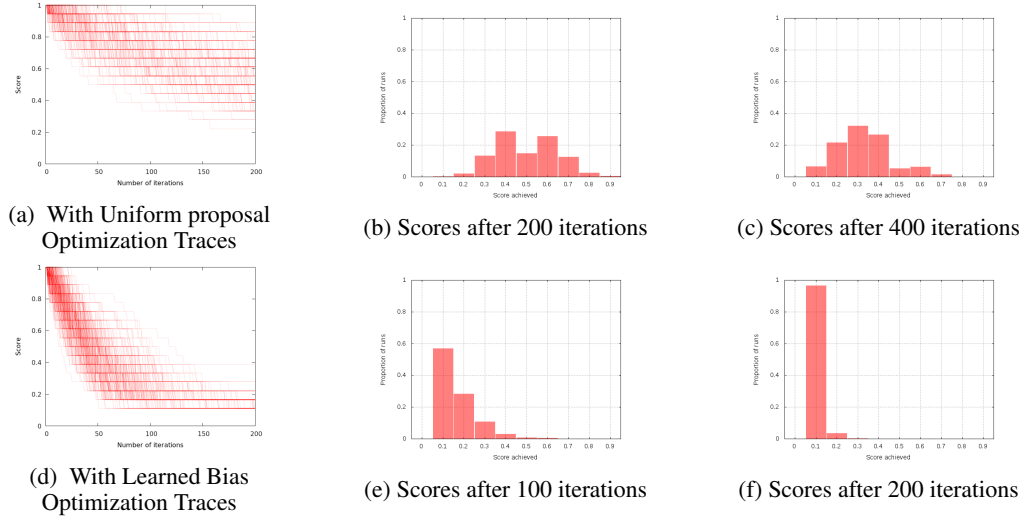 1
0.8
0.6
0.4
0.2
0
Score
0 50 100 150 200
Number of iterations
(a) With Uniform proposal
Optimization Traces
1
0.8
0.6
0.4
0.2
0
Proportion of runs
0 0.1 0.2 0.3 0.4 0.5 0.6 0.7 0.8 0.9
Score achieved
(b) Scores after 200 iterations
1
0.8
0.6
0.4
0.2
0
Proportion of runs
0 0.1 0.2 0.3 0.4 0.5 0.6 0.7 0.8 0.9
Score achieved
(c) Scores after 400 iterations
1
0.8
0.6
0.4
0.2
0
Score
0 50 100 150 200
Number of iterations
(d) With Learned Bias
Optimization Traces
1
0.8
0.6
0.4
0.2
0
Proportion of runs
0 0.1 0.2 0.3 0.4 0.5 0.6 0.7 0.8 0.9
Score achieved
(e) Scores after 100 iterations
1
0.8
0.6
0.4
0.2
0
Proportion of runs
0 0.1 0.2 0.3 0.4 0.5 0.6 0.7 0.8 0.9
Score achieved
(f) Scores after 200 iterations